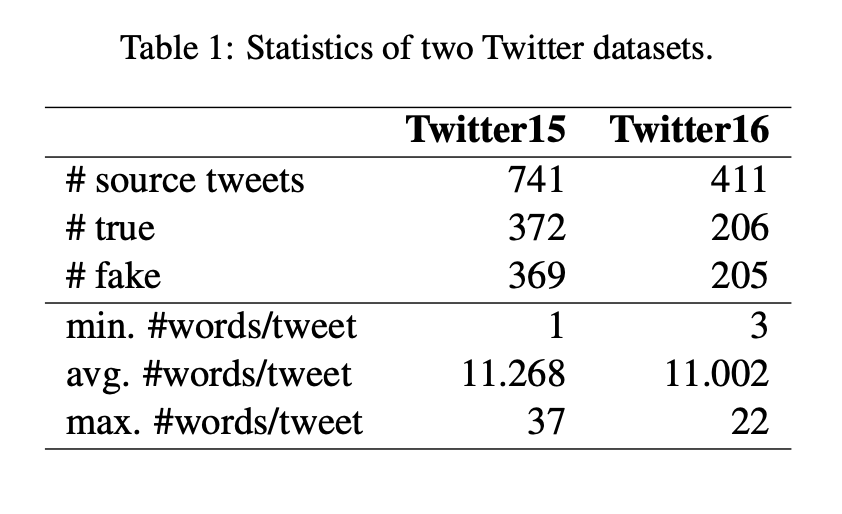 Table 1: Statistics of two Twitter datasets.
Twitter15 Twitter16
# source tweets 741 411
# true 372 206
# fake 369 205
min. #words/tweet 1 3
avg. #words/tweet 11.268 11.002
max. #words/tweet 37 22